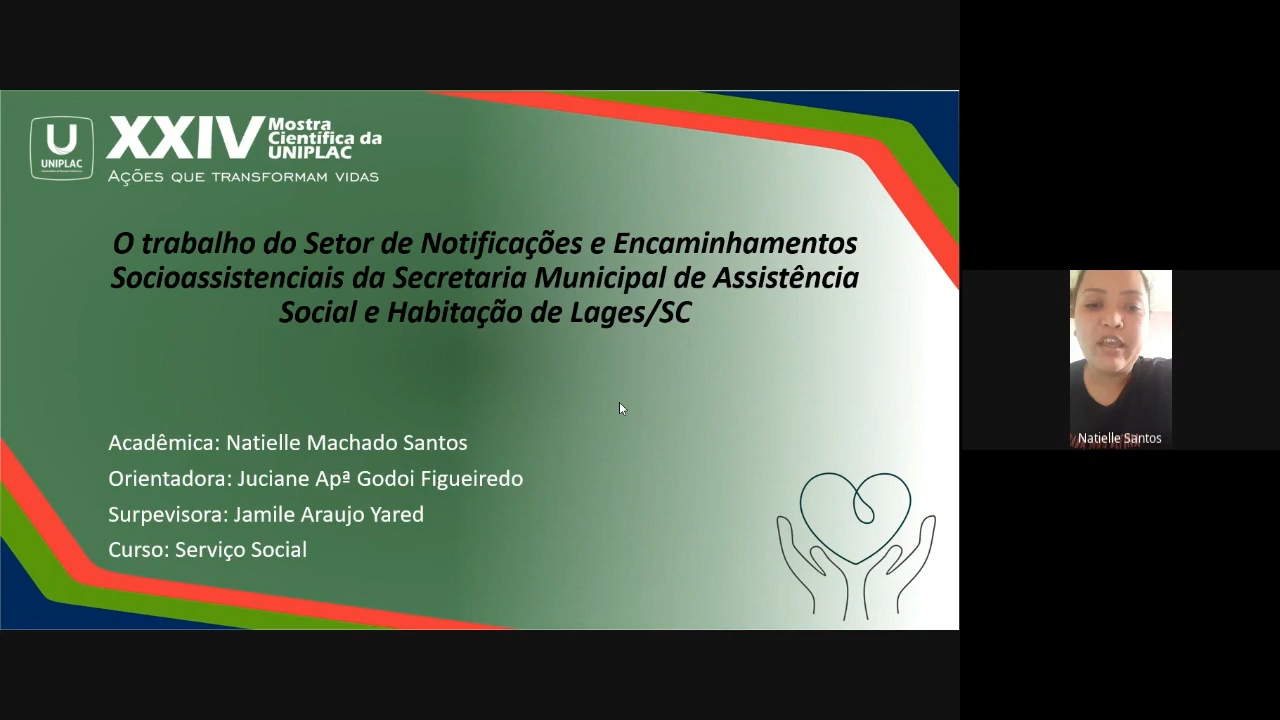 U
UNIPLAC
XXIV Mostra
Científica da
UNIPLAC
AÇÕES QUE TRANSFORMAM VIDAS
O trabalho do Setor de Notificações e Encaminhamentos
Socioassistenciais da Secretaria Municipal de Assistência
Social e Habitação de Lages/SC
Acadêmica: Natielle Machado Santos
Orientadora: Juciane Apª Godoi Figueiredo
Surpevisora: Jamile Araujo Yared
Curso: Serviço Social
Natielle Santos